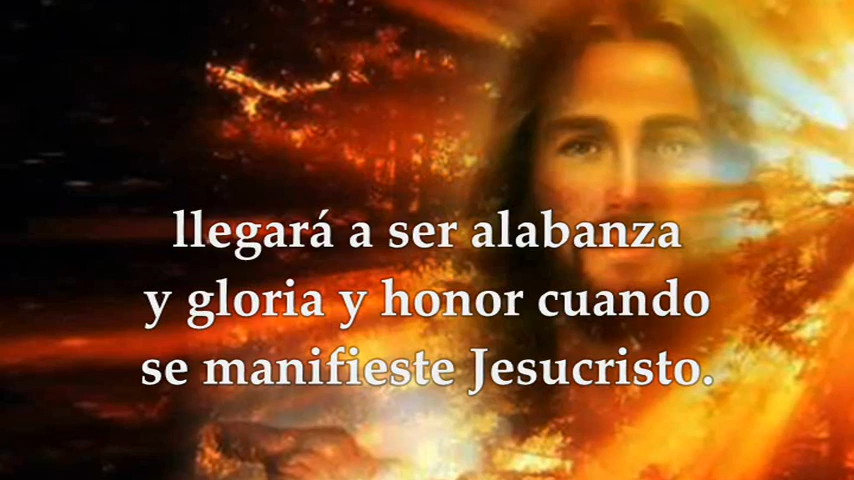 llegará a ser alabanza
y gloria y honor cuando
se manifieste Jesucristo.